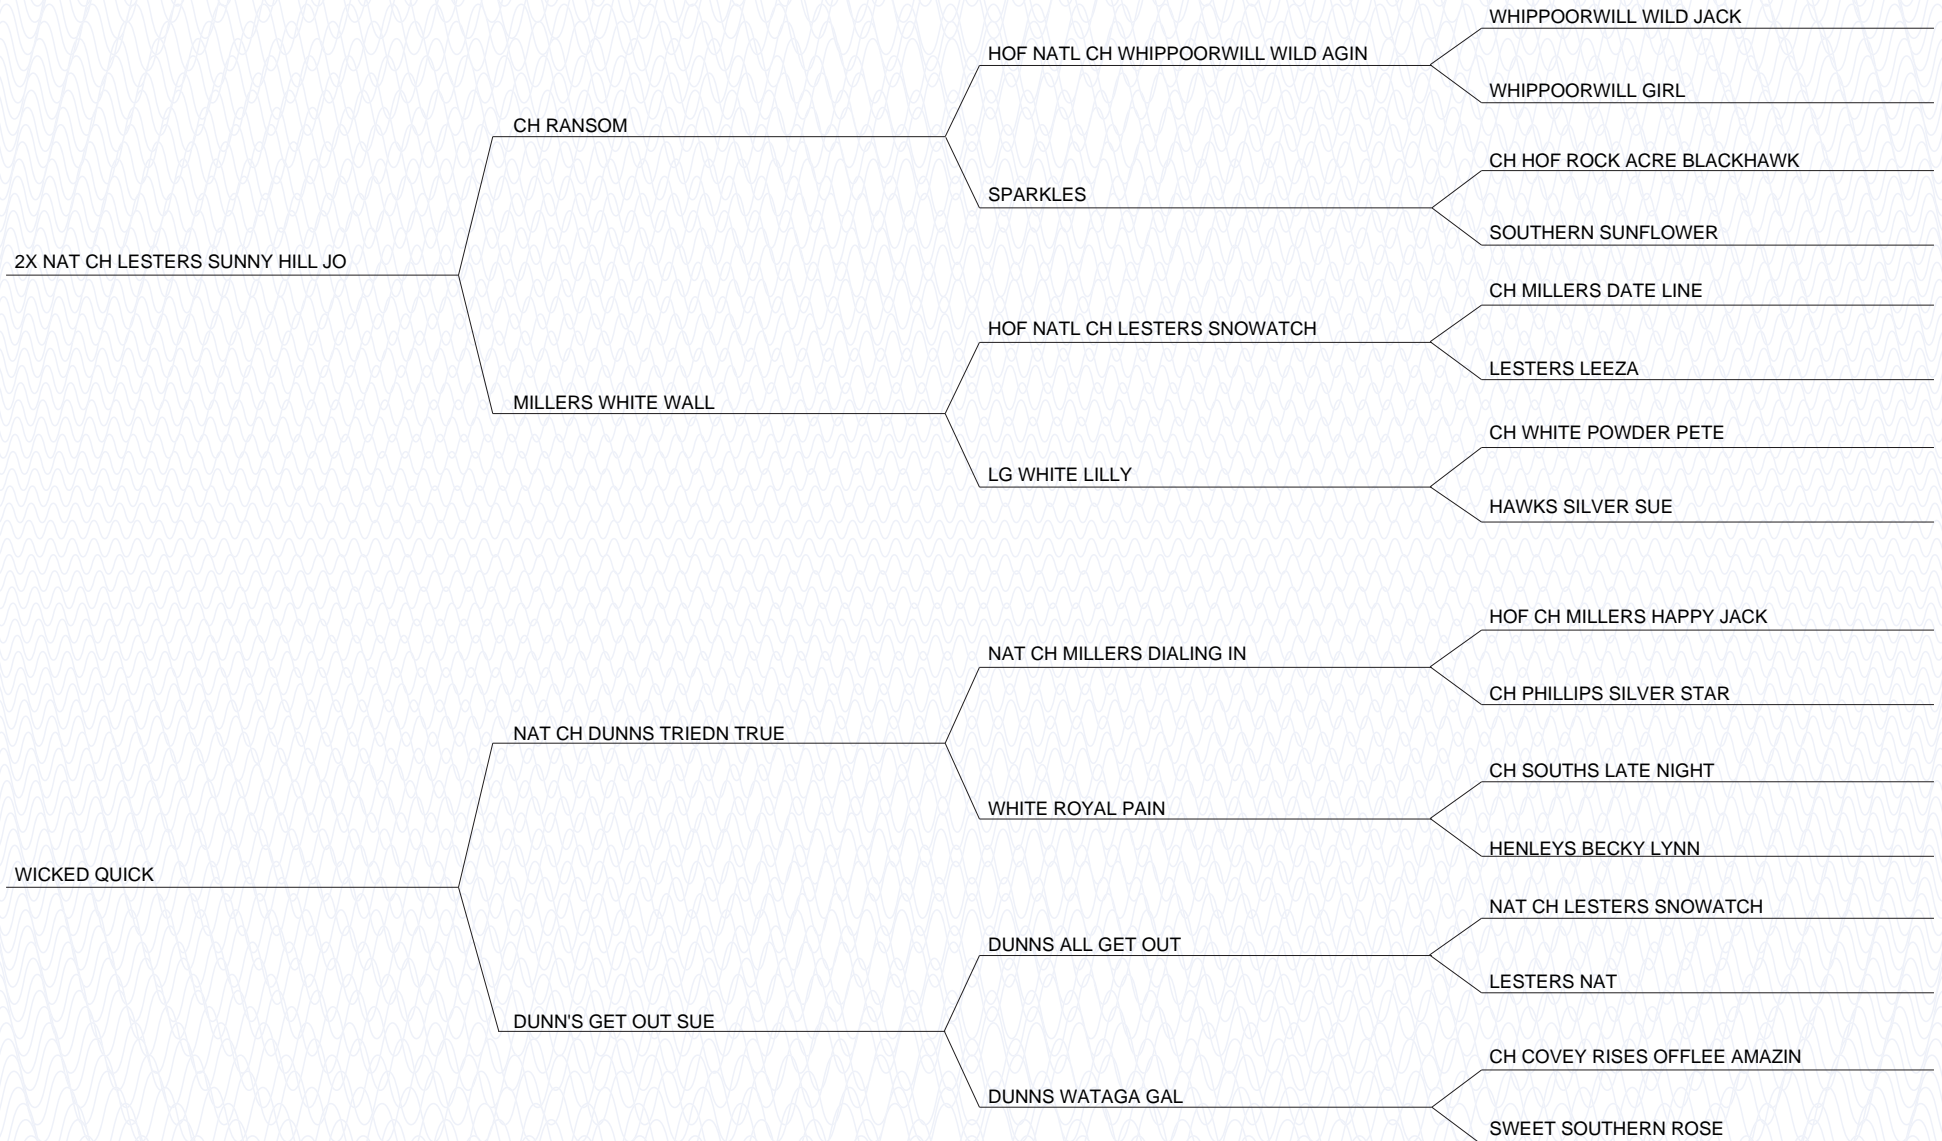 WHIPPOORWILL WILD JACK
HOF NATL CH WHIPPOORWILL WILD AGIN
WHIPPOORWILL GIRL
CH RANSOM
CH HOF ROCK ACRE BLACKHAWK
SPARKLES
SOUTHERN SUNFLOWER
2X NAT CH LESTERS SUNNY HILL JO
CH MILLERS DATE LINE
HOF NATL CH LESTERS SNOWATCH
LESTERS LEEZA
MILLERS WHITE WALL
CH WHITE POWDER PETE
LG WHITE LILLY
HAWKS SILVER SUE
HOF CH MILLERS HAPPY JACK
NAT CH MILLERS DIALING IN
CH PHILLIPS SILVER STAR
NAT CH DUNNS TRIEDN TRUE
CH SOUTHS LATE NIGHT
WHITE ROYAL PAIN
HENLEYS BECKY LYNN
WICKED QUICK
NAT CH LESTERS SNOWATCH
DUNNS ALL GET OUT
LESTERS NAT
DUNN'S GET OUT SUE
CH COVEY RISES OFFLEE AMAZIN
DUNNS WATAGA GAL
SWEET SOUTHERN ROSE